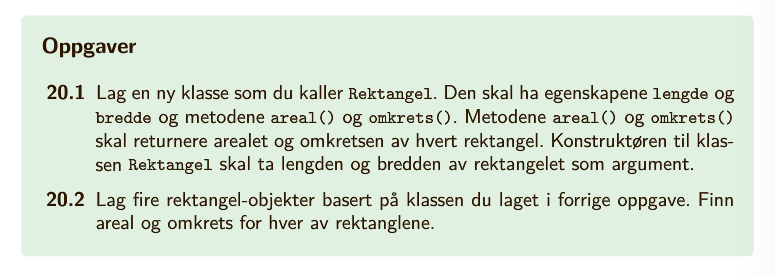 Oppgaver
20.1 Lag en ny klasse som du kaller Rektangel. Den skal ha egenskapene lengde og
bredde og metodene areal() og omkrets(). Metodene areal() og omkrets()
skal returnere arealet og omkretsen av hvert rektangel. Konstruktøren til klas-
sen Rektangel skal ta lengden og bredden av rektangelet som argument.
20.2 Lag fire rektangel-objekter basert på klassen du laget i forrige oppgave. Finn
areal og omkrets for hver av rektanglene.